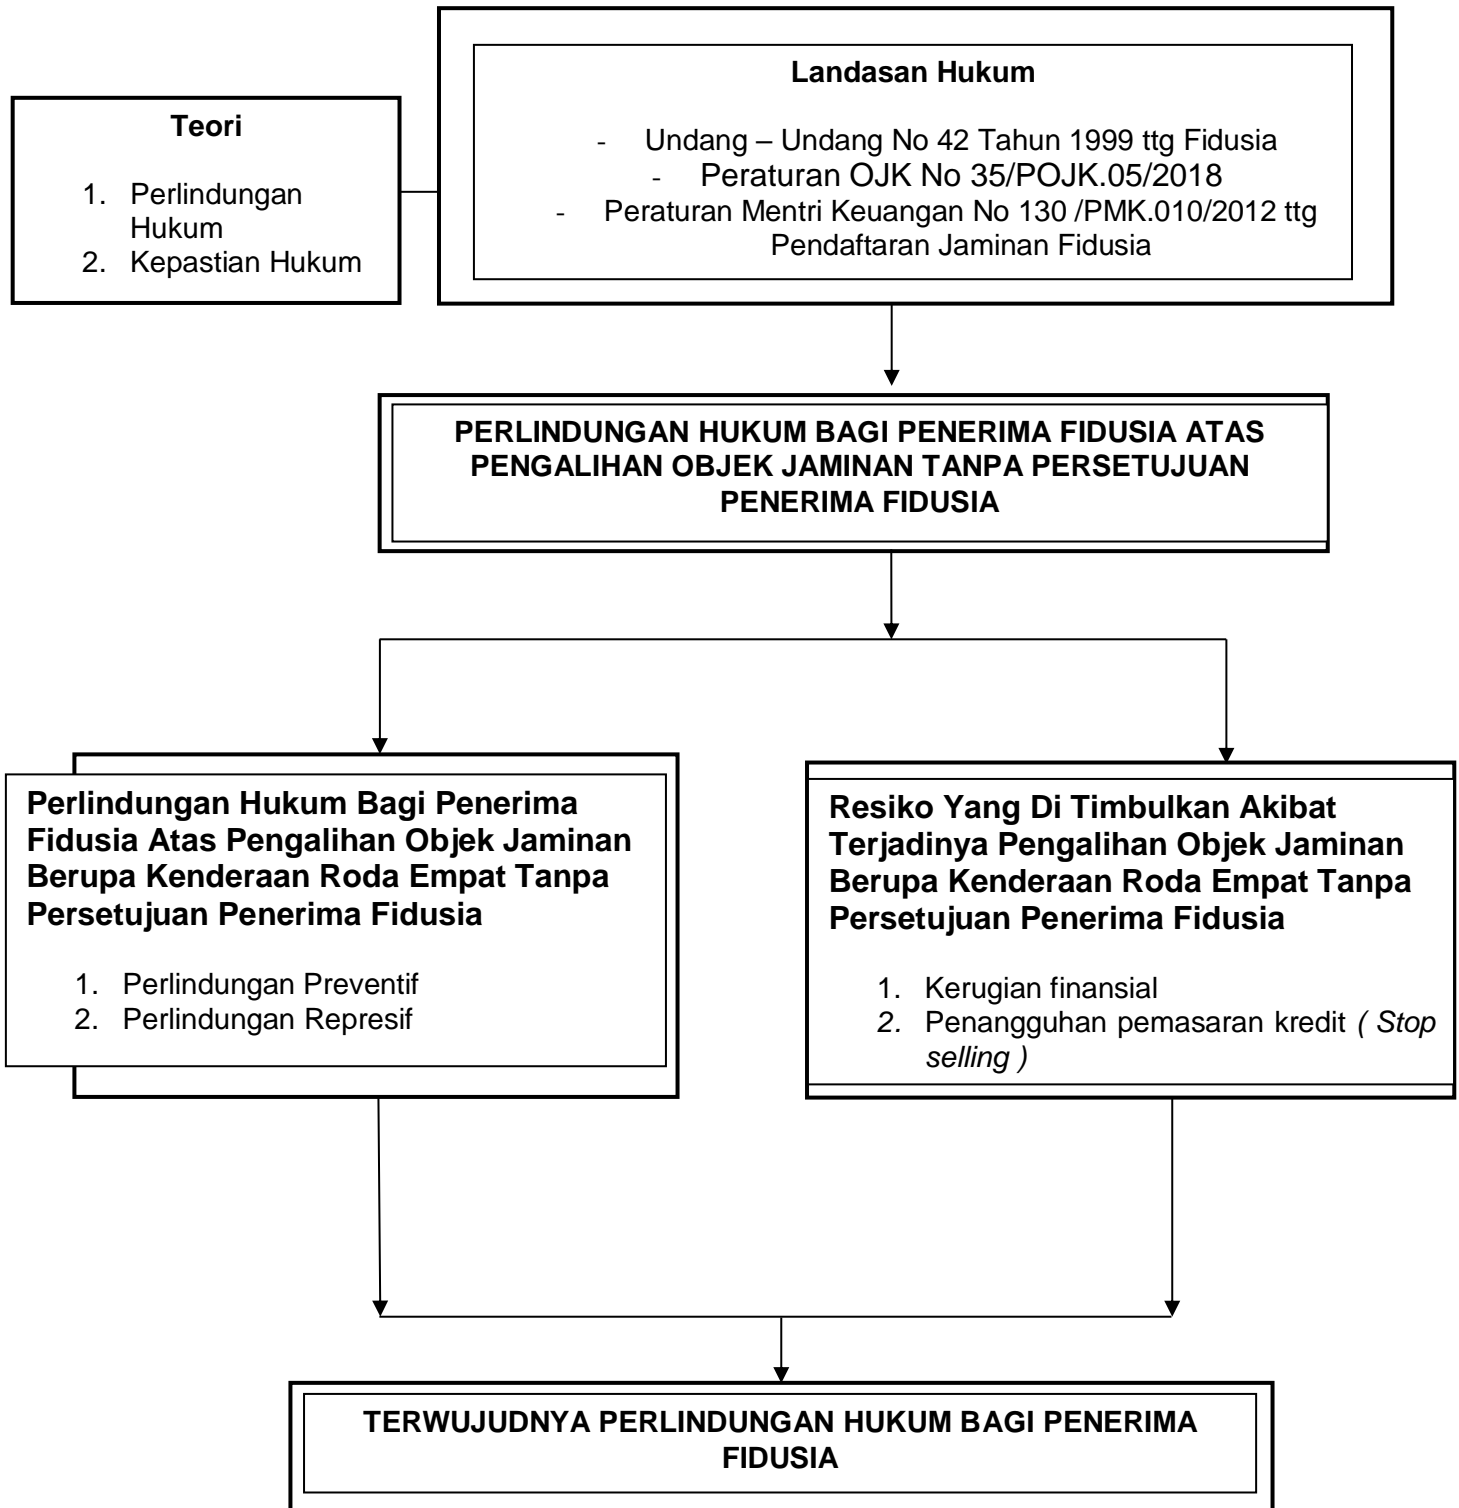 Landasan Hukum
- Undang – Undang No 42 Tahun 1999 ttg Fidusia
- Peraturan OJK No 35/POJK.05/2018
- Peraturan Mentri Keuangan No 130 /PMK.010/2012 ttg
Pendaftaran Jaminan Fidusia
Teori
1. Perlindungan
Hukum
2. Kepastian Hukum
PERLINDUNGAN HUKUM BAGI PENERIMA FIDUSIA ATAS
PENGALIHAN OBJEK JAMINAN TANPA PERSETUJUAN
PENERIMA FIDUSIA
Perlindungan Hukum Bagi Penerima
Fidusia Atas Pengalihan Objek Jaminan
Berupa Kenderaan Roda Empat Tanpa
Persetujuan Penerima Fidusia
1. Perlindungan Preventif
2. Perlindungan Represif
Resiko Yang Di Timbulkan Akibat
Terjadinya Pengalihan Objek Jaminan
Berupa Kenderaan Roda Empat Tanpa
Persetujuan Penerima Fidusia
1. Kerugian finansial
2. Penangguhan pemasaran kredit ( Stop
selling )
TERWUJUDNYA PERLINDUNGAN HUKUM BAGI PENERIMA
FIDUSIA